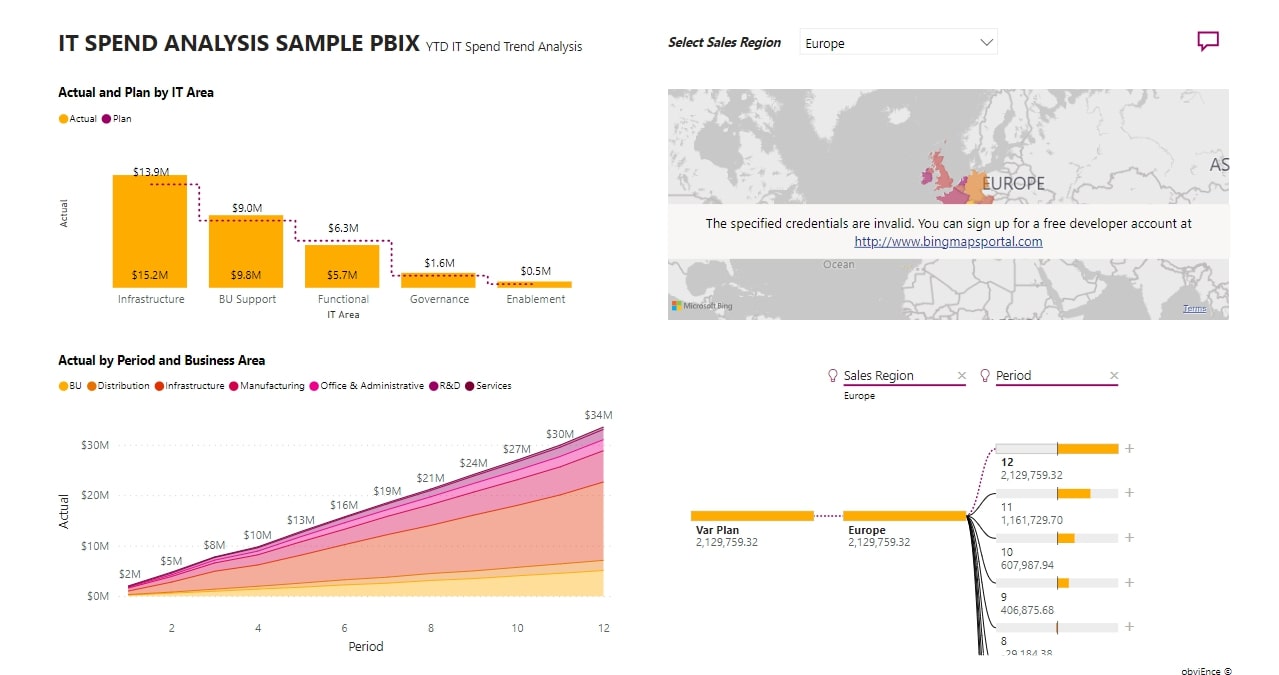 IT SPEND ANALYSIS SAMPLE PBIX YTD IT Spend Trend Analysis
Select Sales Region
Europe
Actual and Plan by IT Area
Actual Plan
Actual
$13.9M
$9.0M
$6.3M
$1.6M
$0.5M
$15.2M
$9.8M
$5.7M
Infrastructure
BU Support
Functional
Governance
Enablement
IT Area
AS
EUROPE
The specified credentials are invalid. You can sign up for a free developer account at
http://www.bingmapsportal.com
Ocean
Microsoft Bing
Terms
Actual by Period and Business Area
BU Distribution Infrastructure Manufacturing Office & Administrative R&D Services
Actual
$30M
$20M
$10M
$0M
$2M
$5M
$8M
$10M
$13M
$16M
$19M
$21M
$24M
$27M
$30M
$34M
2 4 6 8 10 12
Period
Sales Region
Europe
Period
Var Plan
2,129,759.32
Europe
2,129,759.32
12
2,129,759.32
11
1,161,729.70
10
607,987.94
9
406,875.68
8
obviEnce ©